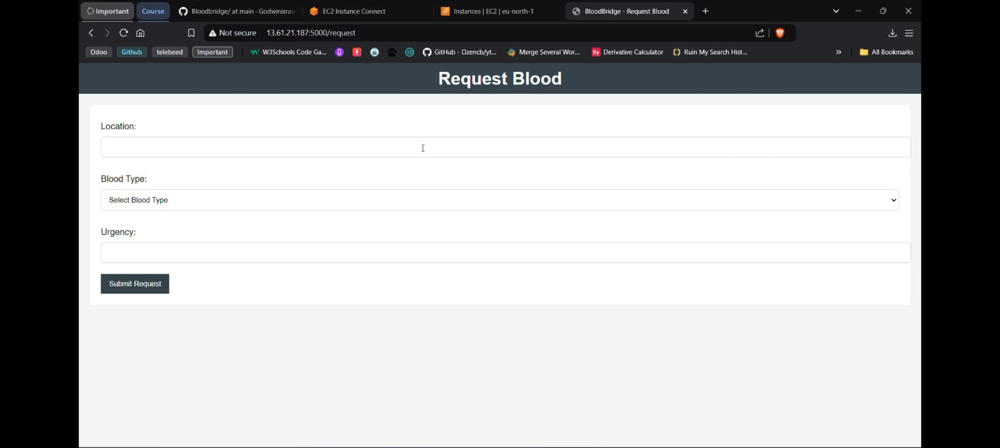 Important
Course
Bloodbridge/ at main · Godwinisrav
EC2 Instance Connect
Instances | EC2 | eu-north-1
BloodBridge - Request Blood
Not secure 13.61.21.187:5000/request
Odoo
Github
telebeed
Important
W3Schools Code Ga...
GitHub - Ozencb/yt...
Merge Several Wor...
Sy Derivative Calculator
Ruin My Search Hist...
All Bookmarks
Request Blood
Location:
Blood Type:
Select Blood Type
Urgency:
Submit Request